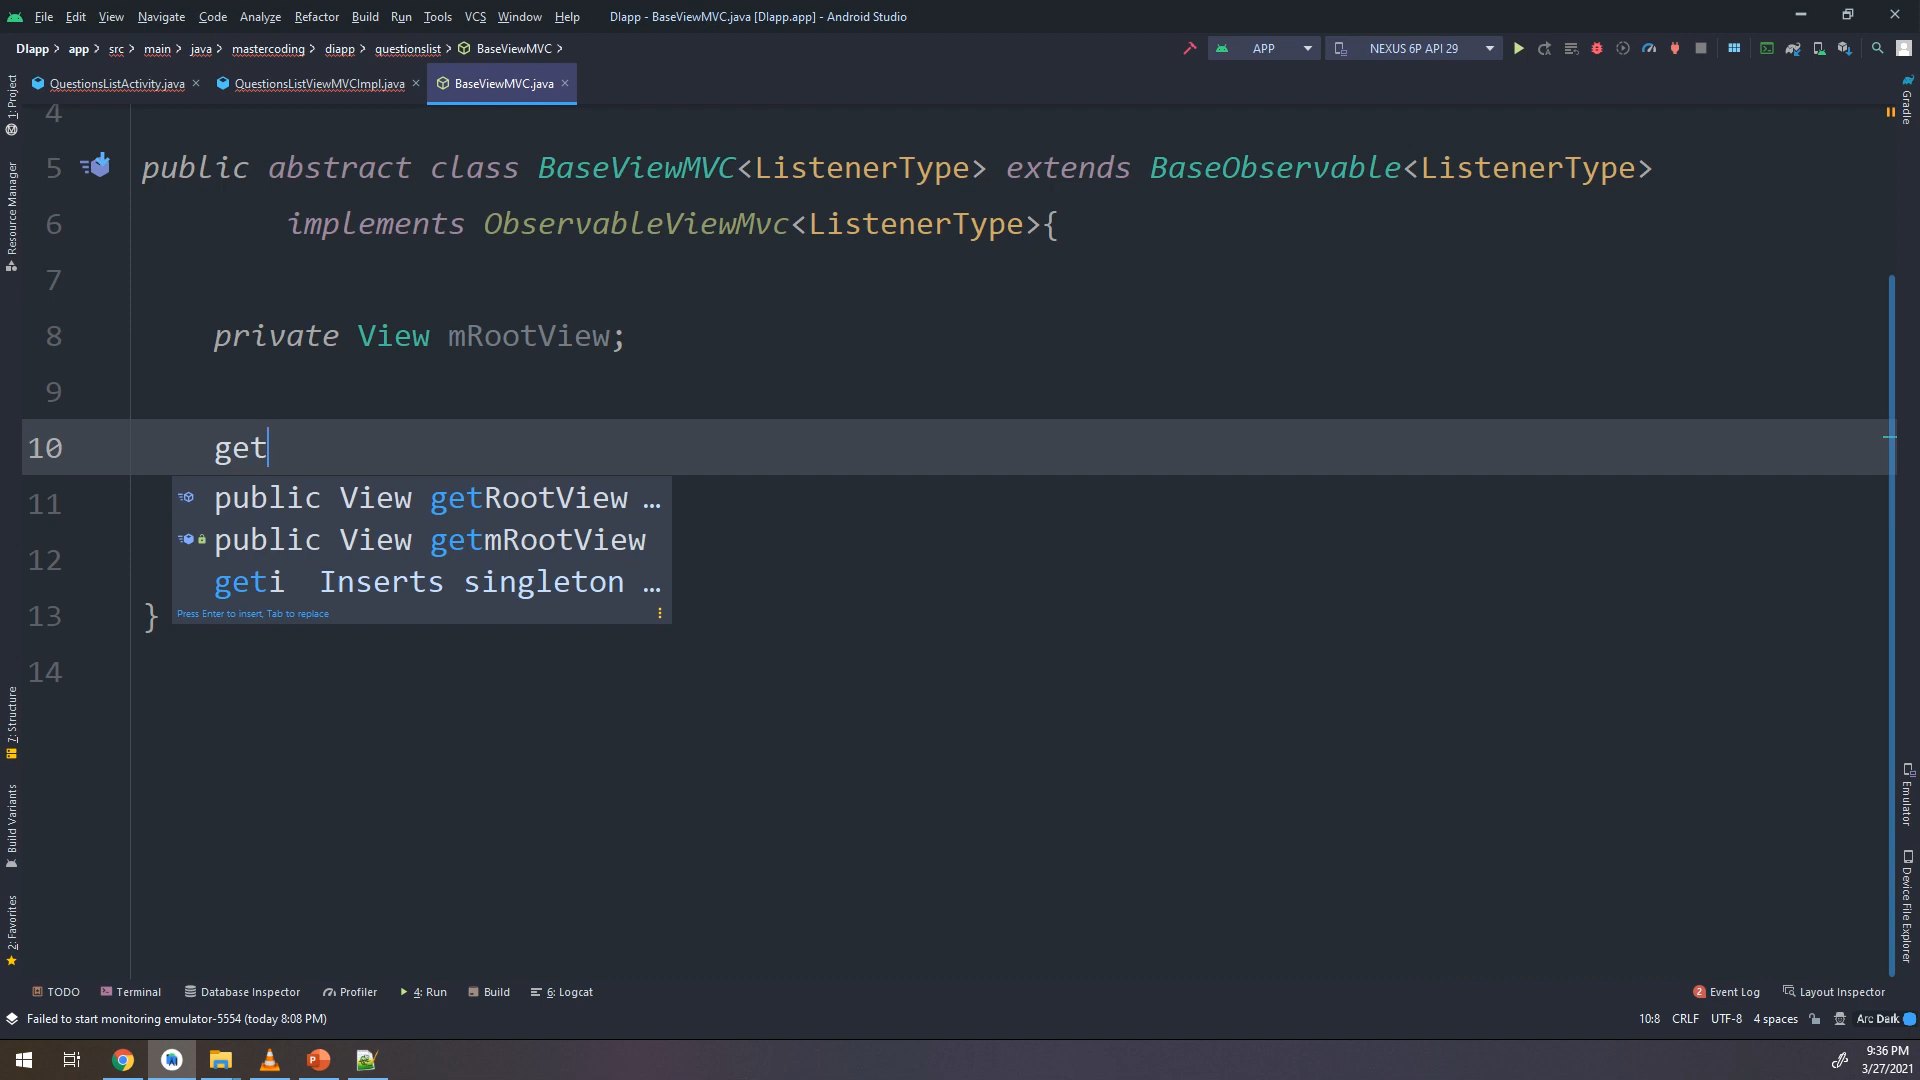 File Edit View Navigate Code Analyze Refactor Build Run Tools VCS Window Help DIapp - BaseViewMVC.java [DIapp.app] - Android Studio
DIapp app src main java mastercoding diapp questionslist BaseViewMVC APP NEXUS 6P API 29
QuestionsListActivity.java QuestionsListViewMVCImpl.java BaseViewMVC.java
1: Project
Resource Manager
7: Structure
Build Variants
2: Favorites
Gradle
Emulator
Device File Explorer
4
5 public abstract class BaseViewMVC<ListenerType> extends BaseObservable<ListenerType>
6 implements ObservableViewMvc<ListenerType>{
7
8 private View mRootView;
9
10 get
11 public View getRootView …
12 public View getmRootView
geti Inserts singleton …
13 } Press Enter to insert, Tab to replace
14
TODO Terminal Database Inspector Profiler 4: Run Build 6: Logcat 2 Event Log Layout Inspector
Failed to start monitoring emulator-5554 (today 8:08 PM) 10:8 CRLF UTF-8 4 spaces Arc Dark
9:36 PM
3/27/2021